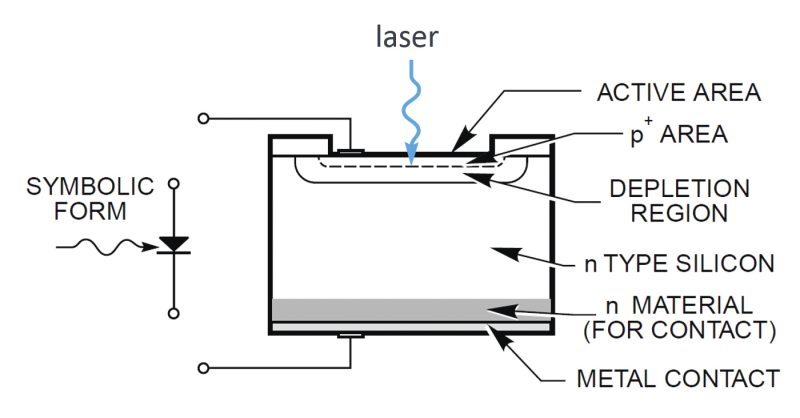 laser
ACTIVE AREA
p+ AREA
SYMBOLIC
FORM
DEPLETION
REGION
n TYPE SILICON
n MATERIAL
(FOR CONTACT)
METAL CONTACT